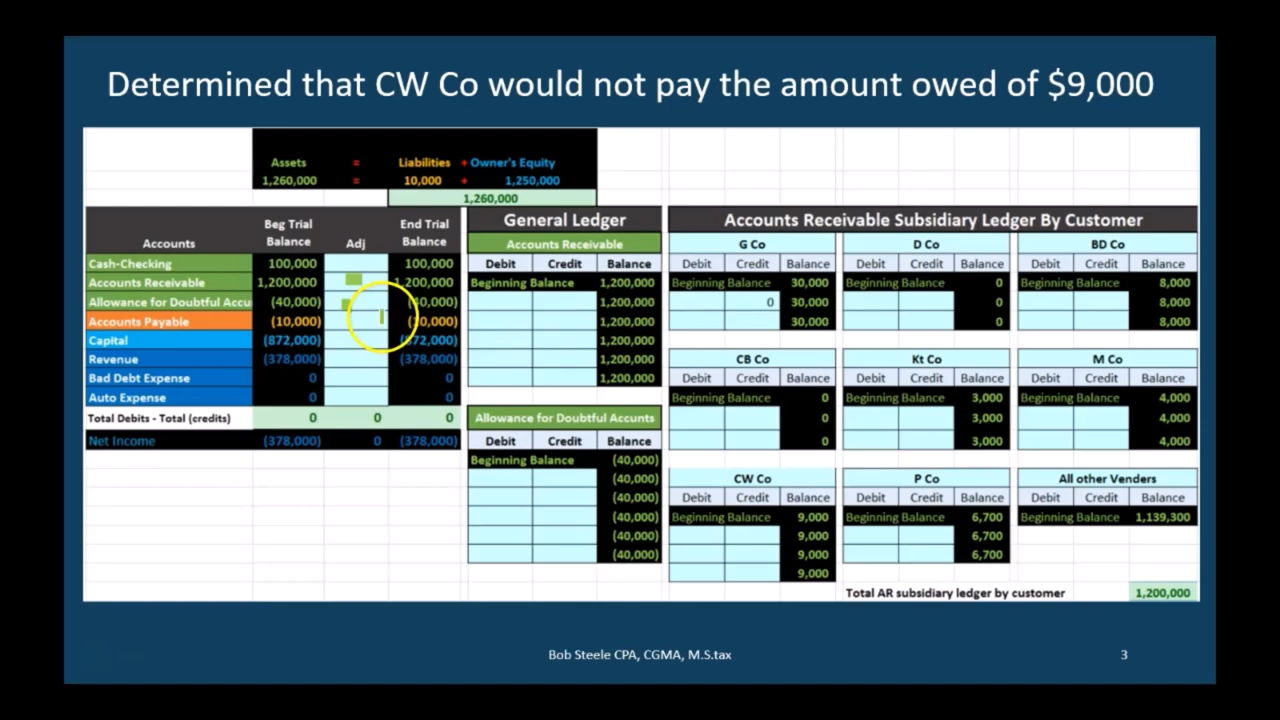 Determined that CW Co would not pay the amount owed of $9,000
Assets = Liabilities + Owner's Equity
1,260,000 = 10,000 + 1,250,000
1,260,000
Accounts Beg Trial Balance Adj End Trial Balance
Cash-Checking 100,000 100,000
Accounts Receivable 1,200,000 1,200,000
Allowance for Doubtful Accu (40,000) (40,000)
Accounts Payable (10,000) (10,000)
Capital (872,000) (872,000)
Revenue (378,000) (378,000)
Bad Debt Expense 0 0
Auto Expense 0 0
Total Debits - Total (credits) 0 0 0
Net Income (378,000) 0 (378,000)
General Ledger
Accounts Receivable
Debit Credit Balance
Beginning Balance 1,200,000
1,200,000
1,200,000
1,200,000
1,200,000
1,200,000
Allowance for Doubtful Accunts
Debit Credit Balance
Beginning Balance (40,000)
(40,000)
(40,000)
(40,000)
(40,000)
(40,000)
Accounts Receivable Subsidiary Ledger By Customer
G Co
Debit Credit Balance
Beginning Balance 30,000
0 30,000
30,000
D Co
Debit Credit Balance
Beginning Balance 0
0
0
BD Co
Debit Credit Balance
Beginning Balance 8,000
8,000
8,000
CB Co
Debit Credit Balance
Beginning Balance 0
0
0
Kt Co
Debit Credit Balance
Beginning Balance 3,000
3,000
3,000
M Co
Debit Credit Balance
Beginning Balance 4,000
4,000
4,000
CW Co
Debit Credit Balance
Beginning Balance 9,000
9,000
9,000
9,000
P Co
Debit Credit Balance
Beginning Balance 6,700
6,700
6,700
All other Venders
Debit Credit Balance
Beginning Balance 1,139,300
Total AR subsidiary ledger by customer 1,200,000
Bob Steele CPA, CGMA, M.S.tax
3